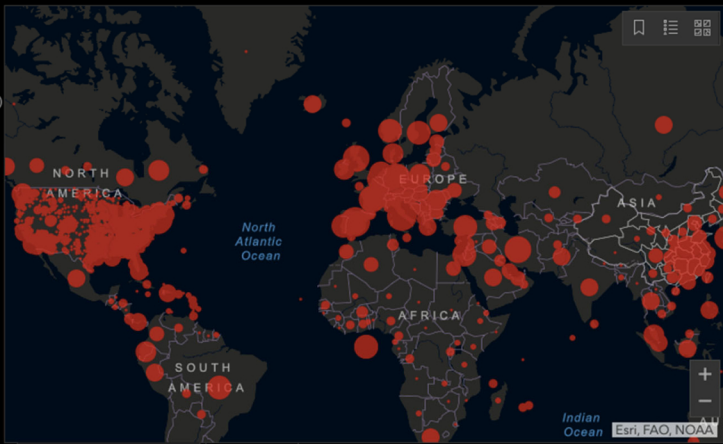 NORTH
AMERICA
EUROPE
ASIA
North
Atlantic
Ocean
AFRICA
SOUTH
AMERICA
Indian
Ocean
+
−
Esri, FAO, NOAA